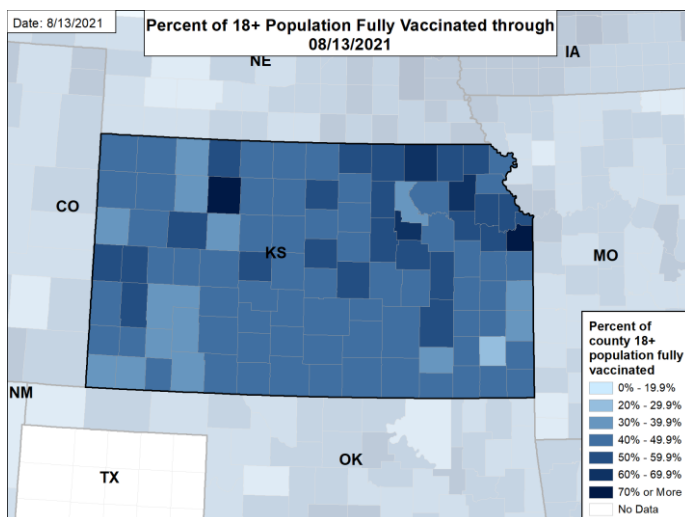 Date: 8/13/2021
Percent of 18+ Population Fully Vaccinated through
08/13/2021
NE
IA
CO
KS
MO
NM
TX
OK
Percent of
county 18+
population fully
vaccinated
0% - 19.9%
20% - 29.9%
30% - 39.9%
40% - 49.9%
50% - 59.9%
60% - 69.9%
70% or More
No Data